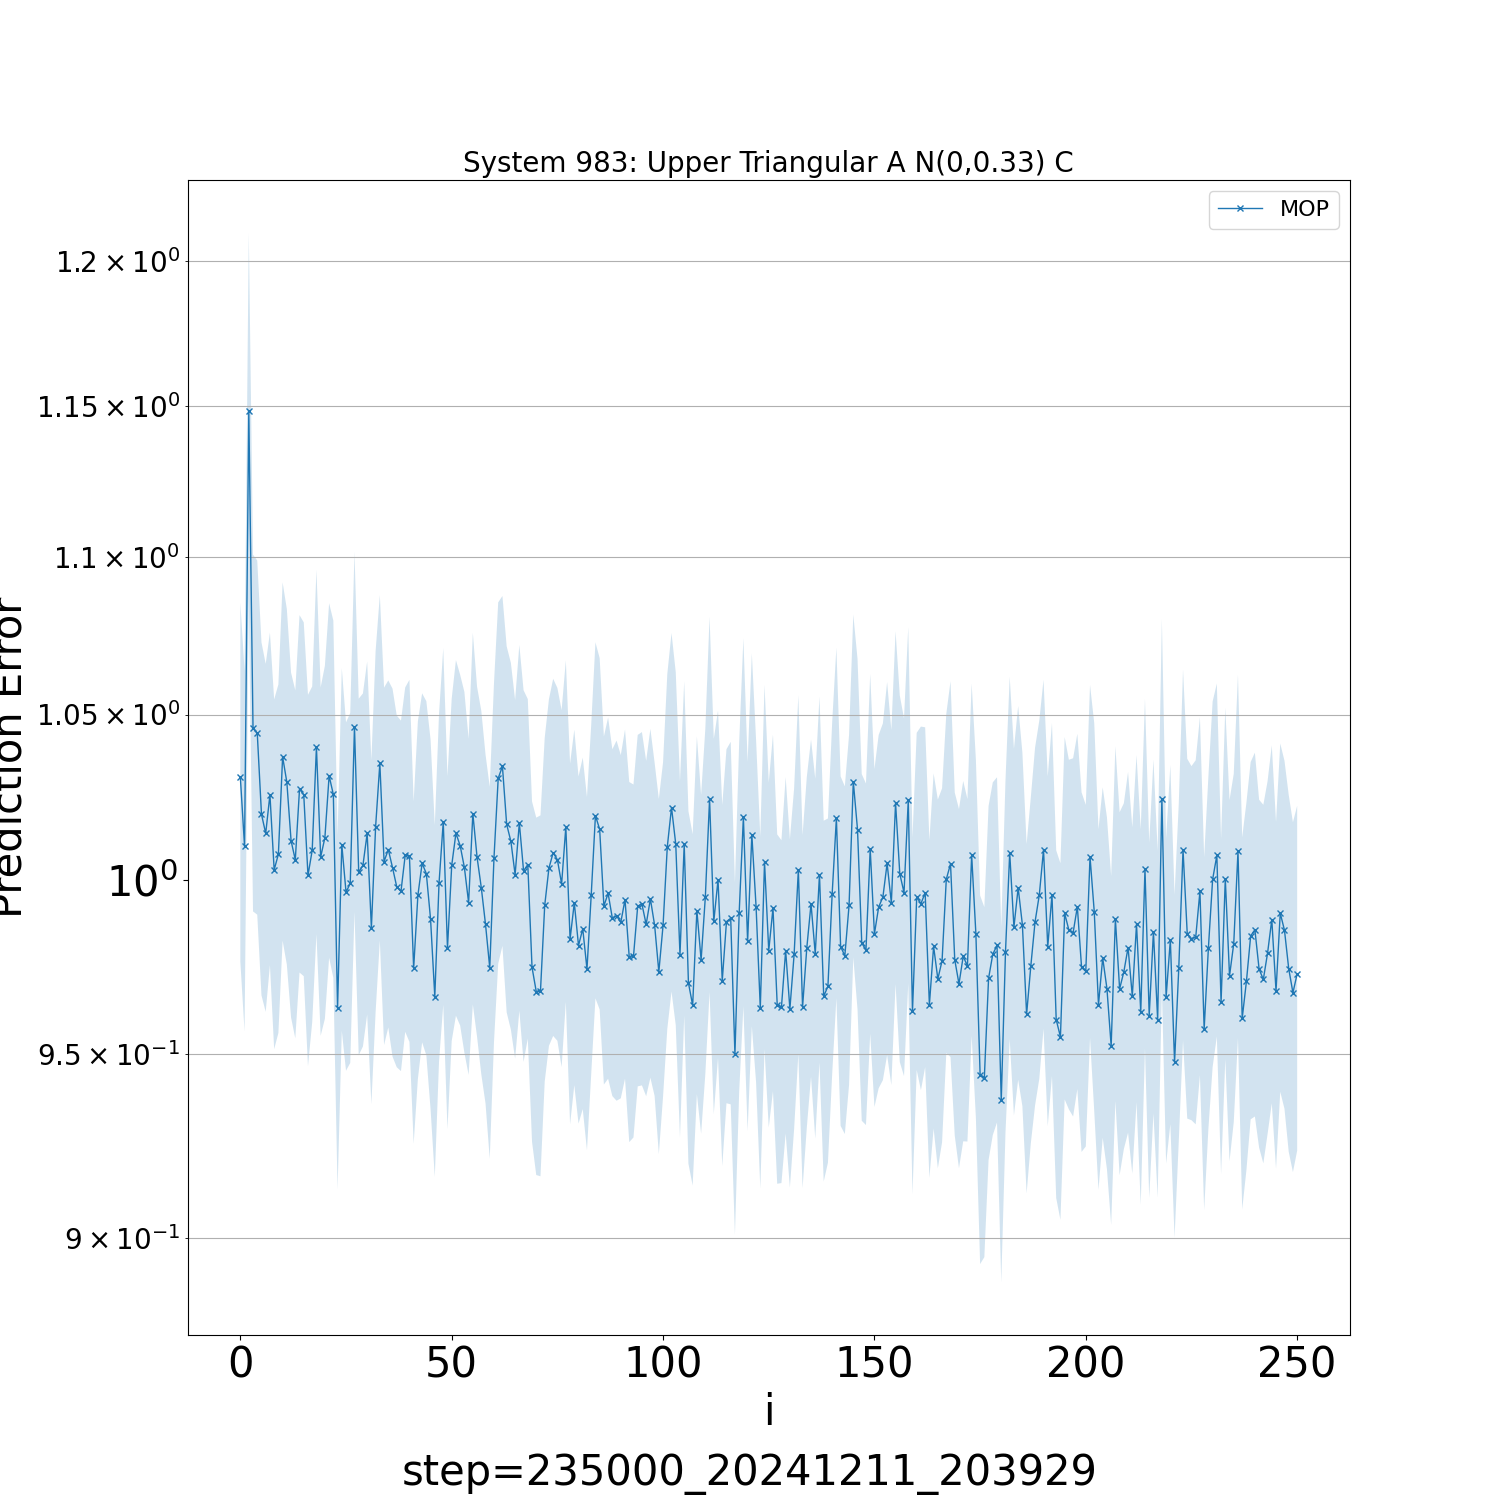 System 983: Upper Triangular A N(0,0.33) C
MOP
1.2 × 10⁰
1.15 × 10⁰
1.1 × 10⁰
1.05 × 10⁰
10⁰
9.5 × 10⁻¹
9 × 10⁻¹
Prediction Error
0 50 100 150 200 250
i
step=235000_20241211_203929